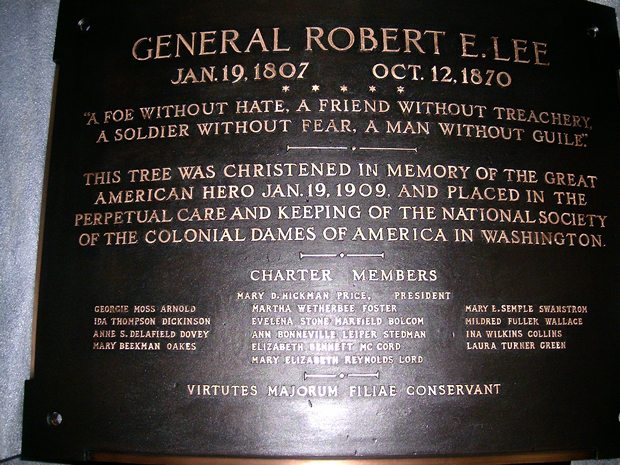 GENERAL ROBERT E. LEE
JAN. 19, 1807 OCT. 12, 1870
* * * * *
"A FOE WITHOUT HATE, A FRIEND WITHOUT TREACHERY,
A SOLDIER WITHOUT FEAR, A MAN WITHOUT GUILE."
THIS TREE WAS CHRISTENED IN MEMORY OF THE GREAT
AMERICAN HERO JAN. 19, 1909, AND PLACED IN THE
PERPETUAL CARE AND KEEPING OF THE NATIONAL SOCIETY
OF THE COLONIAL DAMES OF AMERICA IN WASHINGTON.
CHARTER MEMBERS
MARY D. HICKMAN PRICE, PRESIDENT
GEORGIE MOSS ARNOLD
IDA THOMPSON DICKINSON
ANNE S. DELAFIELD DOVEY
MARY BEEKMAN OAKES
MARTHA WETHERBEE FOSTER
EVELENA STONE MARFIELD BOLCOM
ANN BONNEVILLE LEIPER STEDMAN
ELIZABETH BENNETT MC CORD
MARY ELIZABETH REYNOLDS LORD
MARY E. SEMPLE SWANSTROM
MILDRED FULLER WALLACE
INA WILKINS COLLINS
LAURA TURNER GREEN
VIRTUTES MAJORUM FILIAE CONSERVANT